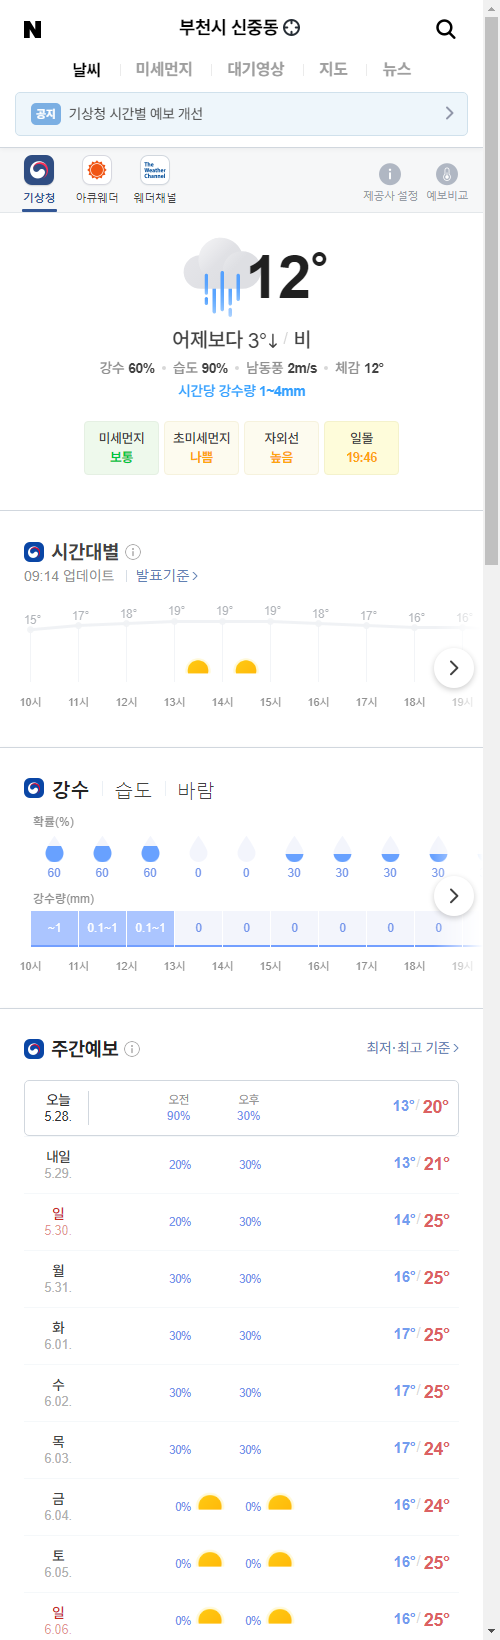 N
부천시 신중동
날씨 미세먼지 대기영상 지도 뉴스
공지 기상청 시간별 예보 개선
The
Weather
Channel
기상청 아큐웨더 웨더채널 제공사 설정 예보비교
12°
어제보다 3°↓ / 비
강수 60% • 습도 90% • 남동풍 2m/s • 체감 12°
시간당 강수량 1~4mm
미세먼지 초미세먼지 자외선 일몰
보통 나쁨 높음 19:46
시간대별
09:14 업데이트 발표기준
15° 17° 18° 19° 19° 19° 18° 17° 16° 16°
10시 11시 12시 13시 14시 15시 16시 17시 18시 19시
강수 습도 바람
확률(%)
60 60 60 0 0 30 30 30 30
강수량(mm)
~1 0.1~1 0.1~1 0 0 0 0 0 0
10시 11시 12시 13시 14시 15시 16시 17시 18시 19시
주간예보 최저·최고 기준
오늘 오전 오후
5.28. 90% 30% 13°/ 20°
내일
5.29. 20% 30% 13°/ 21°
일
5.30. 20% 30% 14°/ 25°
월
5.31. 30% 30% 16°/ 25°
화
6.01. 30% 30% 17°/ 25°
수
6.02. 30% 30% 17°/ 25°
목
6.03. 30% 30% 17°/ 24°
금
6.04. 0% 0% 16°/ 24°
토
6.05. 0% 0% 16°/ 25°
일
6.06. 0% 0% 16°/ 25°